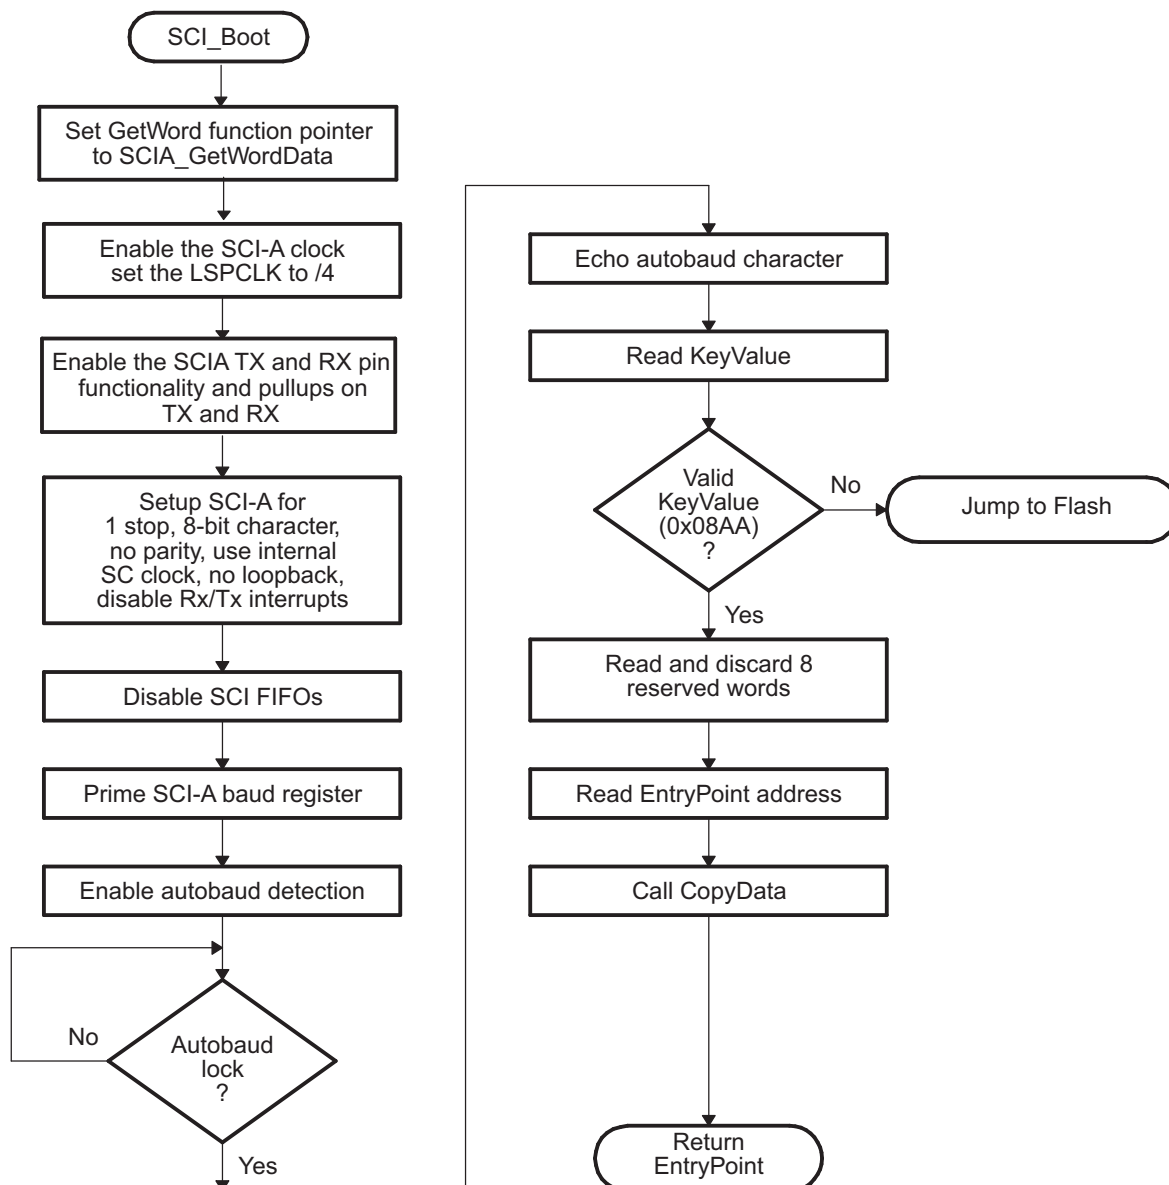 SCI_Boot
Set GetWord function pointer
to SCIA_GetWordData
Enable the SCI-A clock
set the LSPCLK to /4
Enable the SCIA TX and RX pin
functionality and pullups on
TX and RX
Setup SCI-A for
1 stop, 8-bit character,
no parity, use internal
SC clock, no loopback,
disable Rx/Tx interrupts
Disable SCI FIFOs
Prime SCI-A baud register
Enable autobaud detection
No
Autobaud
lock
?
Yes
Echo autobaud character
Read KeyValue
Valid
KeyValue
(0x08AA)
?
No
Jump to Flash
Yes
Read and discard 8
reserved words
Read EntryPoint address
Call CopyData
Return
EntryPoint